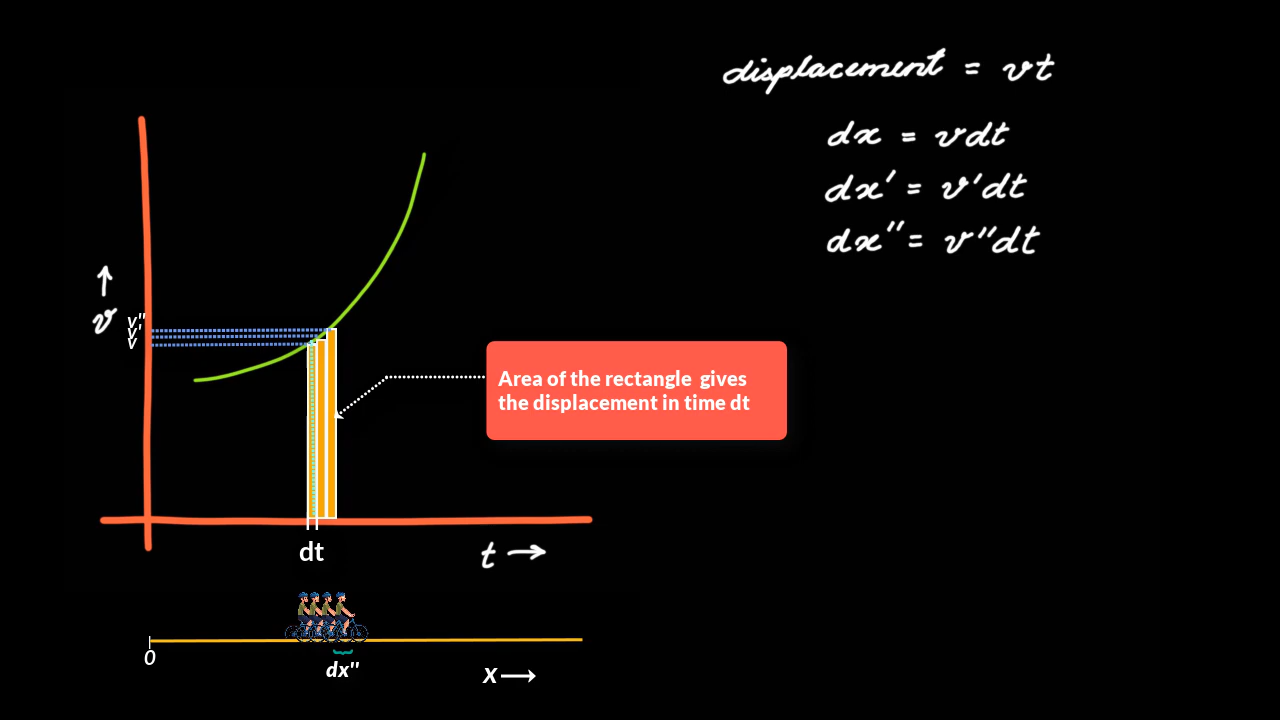 displacement = vt
dx = vdt
dx' = v'dt
dx" = v"dt
↑
v
v"
v'
v
Area of the rectangle gives
the displacement in time dt
dt
t →
0
dx"
x →